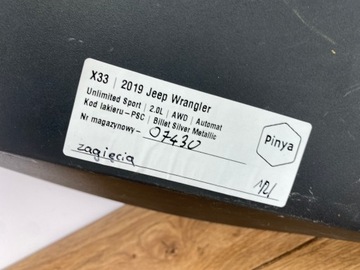 X33 | 2019 Jeep Wrangler
Unlimited Sport | 2.0L | AWD | Automat
Kod lakieru-PSC | Billet Silver Metallic
Nr magazynowy- 07430
zagięcia
Pinya